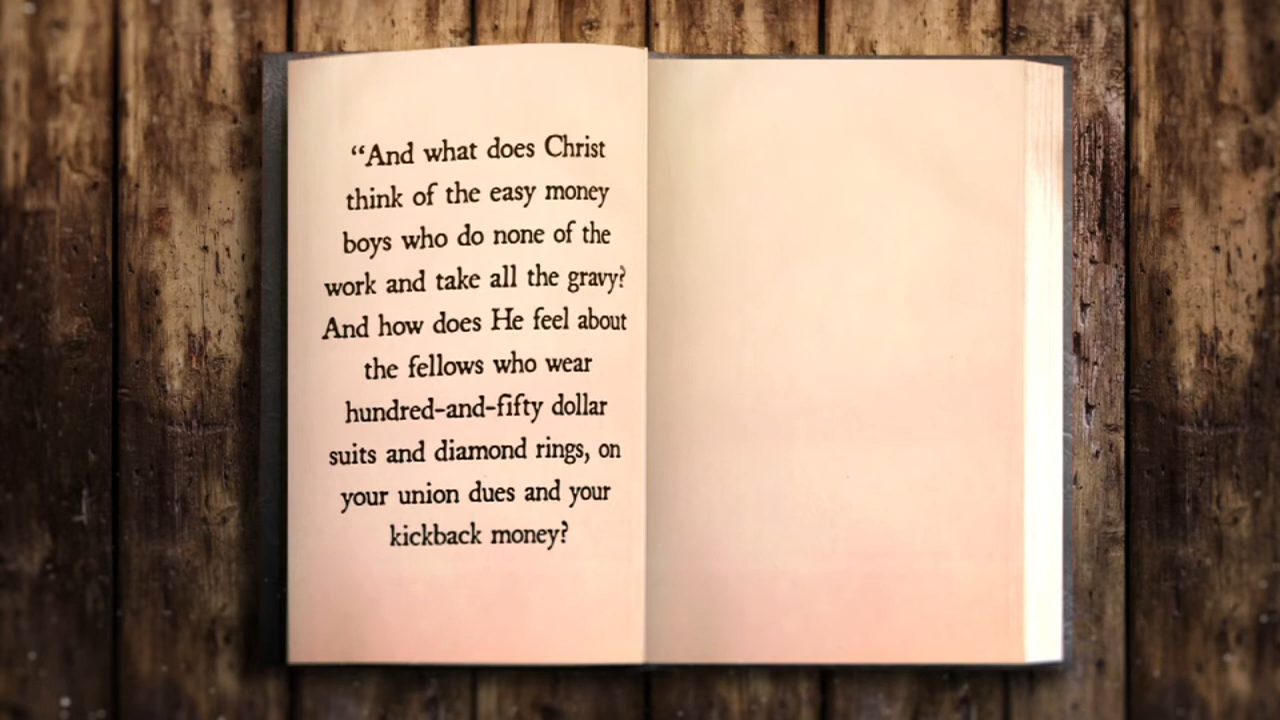 “And what does Christ
think of the easy money
boys who do none of the
work and take all the gravy?
And how does He feel about
the fellows who wear
hundred-and-fifty dollar
suits and diamond rings, on
your union dues and your
kickback money?